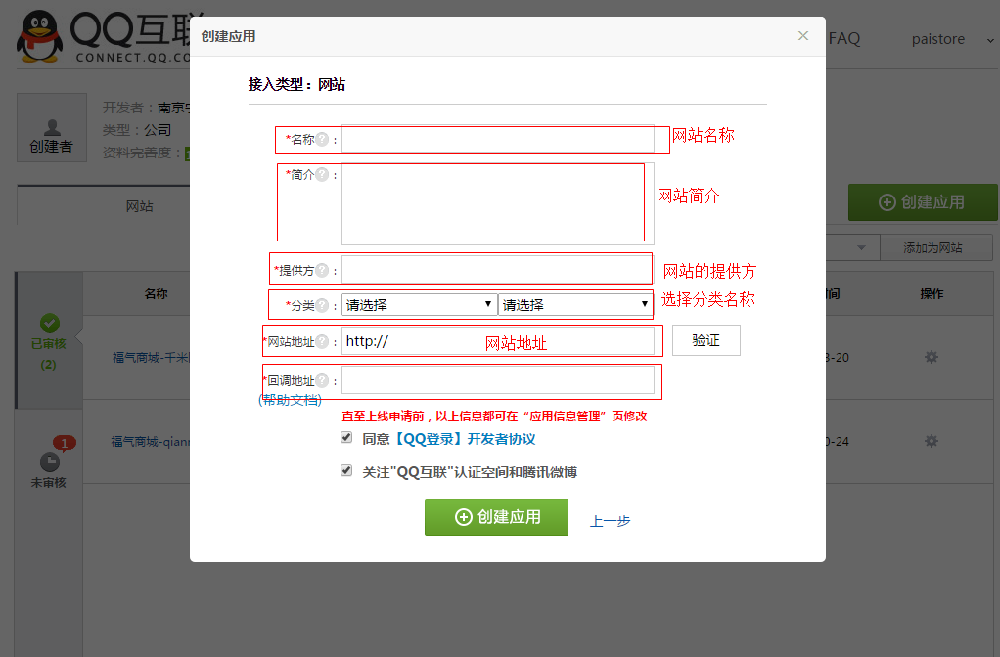 QQ互联
CONNECT.QQ.CO
FAQ
paistore
创建者
开发者：南京
类型：公司
资料完善度：
网站
创建应用
添加为网站
名称
操作
已审核
(2)
福气商城-千米
3-20
1
未审核
福气商城-qian
0-24
创建应用
×
接入类型：网站
*名称?：
网站名称
*简介?：
网站简介
*提供方?：
网站的提供方
*分类?： 请选择 请选择
选择分类名称
*网站地址?： http:// 网站地址 验证
*回调地址?：
(帮助文档)
直至上线申请前，以上信息都可在“应用信息管理”页修改
同意【QQ登录】开发者协议
关注"QQ互联"认证空间和腾讯微博
创建应用 上一步